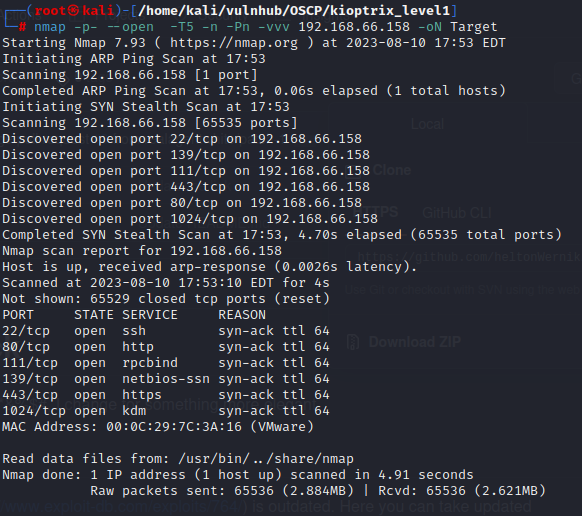 ┌──(root㉿kali)-[/home/kali/vulnhub/OSCP/kioptrix_level1]
└─# nmap -p- --open  -T5 -n -Pn -vvv 192.168.66.158 -oN Target
Starting Nmap 7.93 ( https://nmap.org ) at 2023-08-10 17:53 EDT
Initiating ARP Ping Scan at 17:53
Scanning 192.168.66.158 [1 port]
Completed ARP Ping Scan at 17:53, 0.06s elapsed (1 total hosts)
Initiating SYN Stealth Scan at 17:53
Scanning 192.168.66.158 [65535 ports]
Discovered open port 22/tcp on 192.168.66.158
Local
Discovered open port 139/tcp on 192.168.66.158
Discovered open port 111/tcp on 192.168.66.158
Clone
Discovered open port 443/tcp on 192.168.66.158
Discovered open port 80/tcp on 192.168.66.158
GitHub CLI
Discovered open port 1024/tcp on 192.168.66.158
Completed SYN Stealth Scan at 17:53, 4.70s elapsed (65535 total ports)
Nmap scan report for 192.168.66.158
Host is up, received arp-response (0.0026s latency).
Scanned at 2023-08-10 17:53:10 EDT for 4s
Not shown: 65529 closed tcp ports (reset)
PORT     STATE SERVICE     REASON
22/tcp   open  ssh         syn-ack ttl 64
80/tcp   open  http        syn-ack ttl 64
Download ZIP
111/tcp  open  rpcbind     syn-ack ttl 64
139/tcp  open  netbios-ssn syn-ack ttl 64
443/tcp  open  https       syn-ack ttl 64
1024/tcp open  kdm         syn-ack ttl 64
MAC Address: 00:0C:29:7C:3A:16 (VMware)
Read data files from: /usr/bin/../share/nmap
Nmap done: 1 IP address (1 host up) scanned in 4.91 seconds
Raw packets sent: 65536 (2.884MB) | Rcvd: 65536 (2.621MB)
is outdated. Here you can take updated